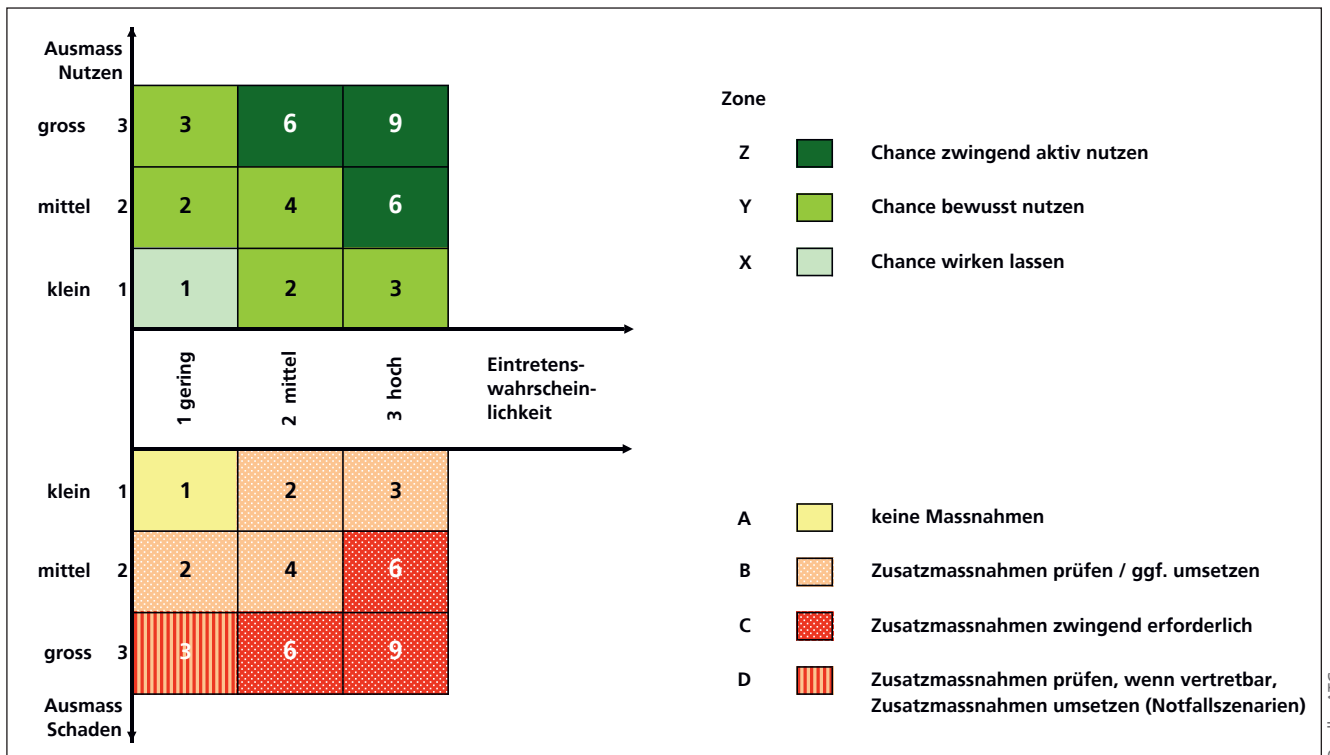 Ausmass
Nutzen
gross 3 3 6 9
mittel 2 2 4 6
klein 1 1 2 3
1 gering
2 mittel
3 hoch
Eintretens-
wahrschein-
lichkeit
klein 1 1 2 3
mittel 2 2 4 6
gross 3 3 6 9
Ausmass
Schaden
Zone
Z Chance zwingend aktiv nutzen
Y Chance bewusst nutzen
X Chance wirken lassen
A keine Massnahmen
B Zusatzmassnahmen prüfen / ggf. umsetzen
C Zusatzmassnahmen zwingend erforderlich
D Zusatzmassnahmen prüfen, wenn vertretbar,
Zusatzmassnahmen umsetzen (Notfallszenarien)